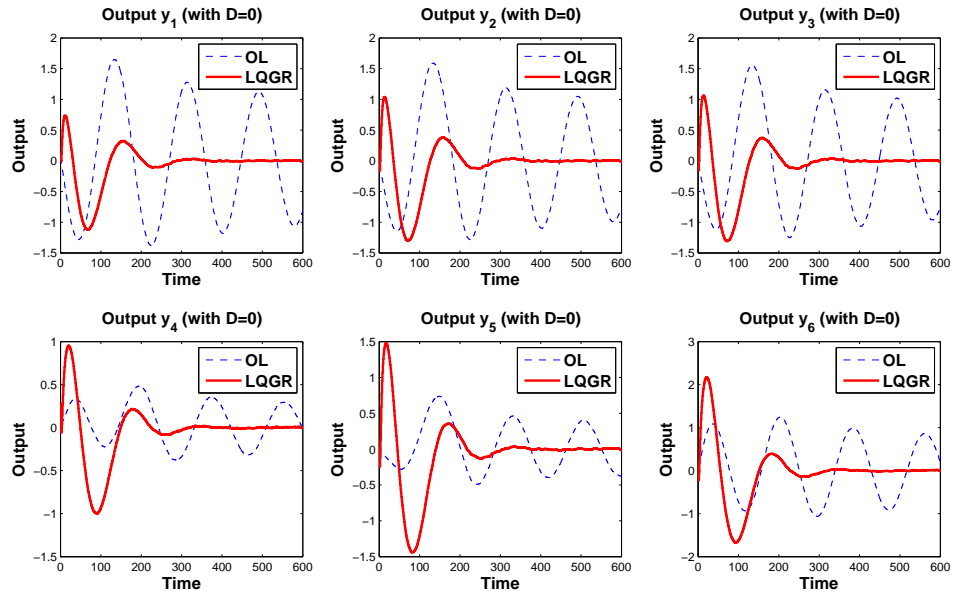 Output y1 (with D=0)
2
1.5
1
0.5
0
−0.5
−1
−1.5
0 100 200 300 400 500 600
Output
Time
OL
LQGR
Output y2 (with D=0)
2
1.5
1
0.5
0
−0.5
−1
−1.5
0 100 200 300 400 500 600
Output
Time
OL
LQGR
Output y3 (with D=0)
2
1.5
1
0.5
0
−0.5
−1
−1.5
0 100 200 300 400 500 600
Output
Time
OL
LQGR
Output y4 (with D=0)
1
0.5
0
−0.5
−1
−1.5
0 100 200 300 400 500 600
Output
Time
OL
LQGR
Output y5 (with D=0)
1.5
1
0.5
0
−0.5
−1
−1.5
0 100 200 300 400 500 600
Output
Time
OL
LQGR
Output y6 (with D=0)
3
2
1
0
−1
−2
0 100 200 300 400 500 600
Output
Time
OL
LQGR